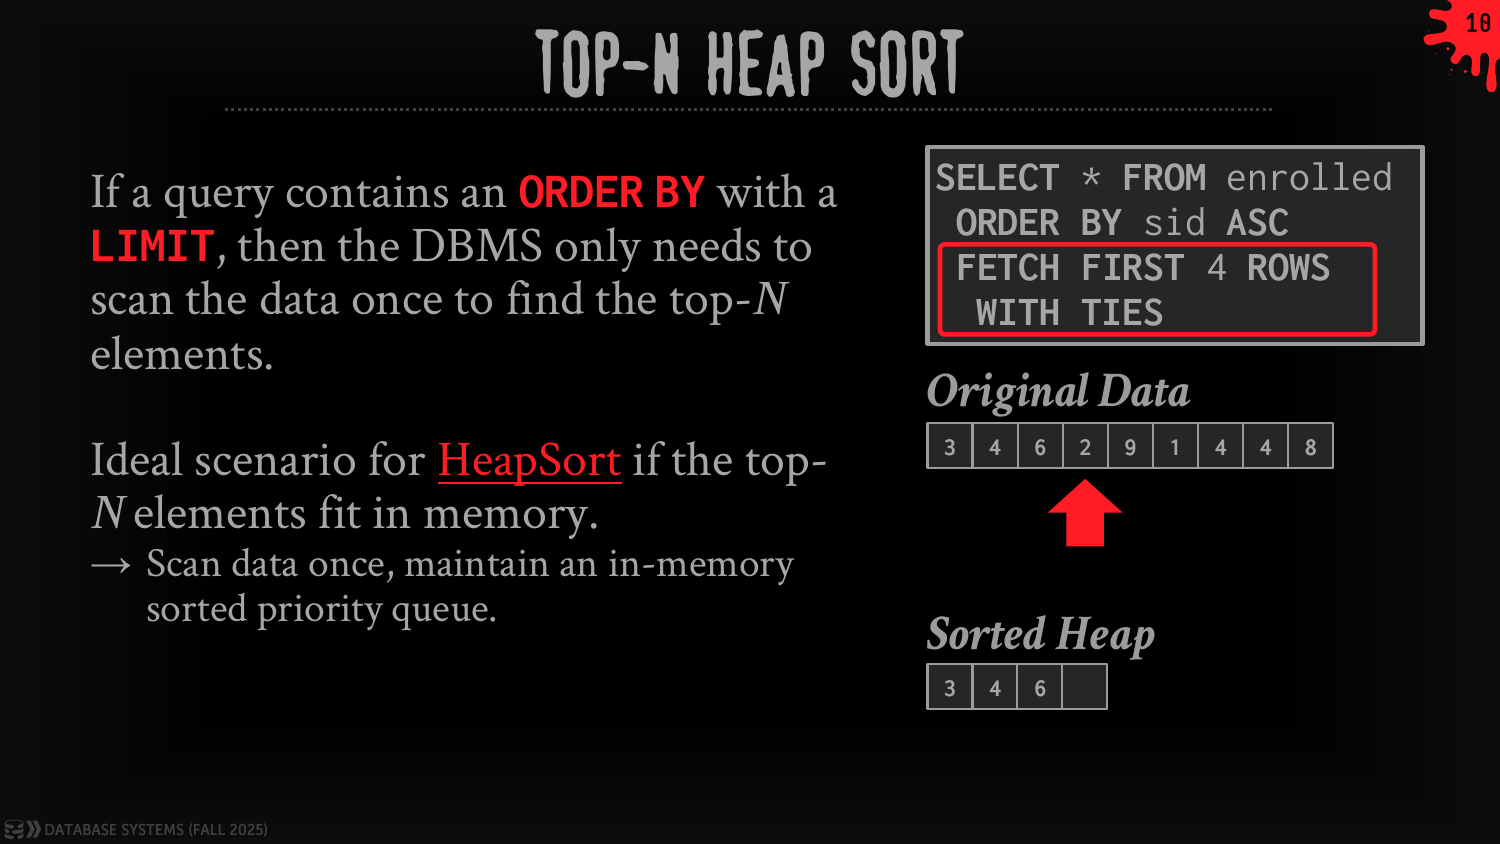 10
TOP-N HEAP SORT
If a query contains an ORDER BY with a
LIMIT, then the DBMS only needs to
scan the data once to find the top-N
elements.
Ideal scenario for HeapSort if the top-
N elements fit in memory.
→ Scan data once, maintain an in-memory
sorted priority queue.
SELECT * FROM enrolled
ORDER BY sid ASC
FETCH FIRST 4 ROWS
WITH TIES
Original Data
3 4 6 2 9 1 4 4 8
Sorted Heap
3 4 6
DATABASE SYSTEMS (FALL 2025)